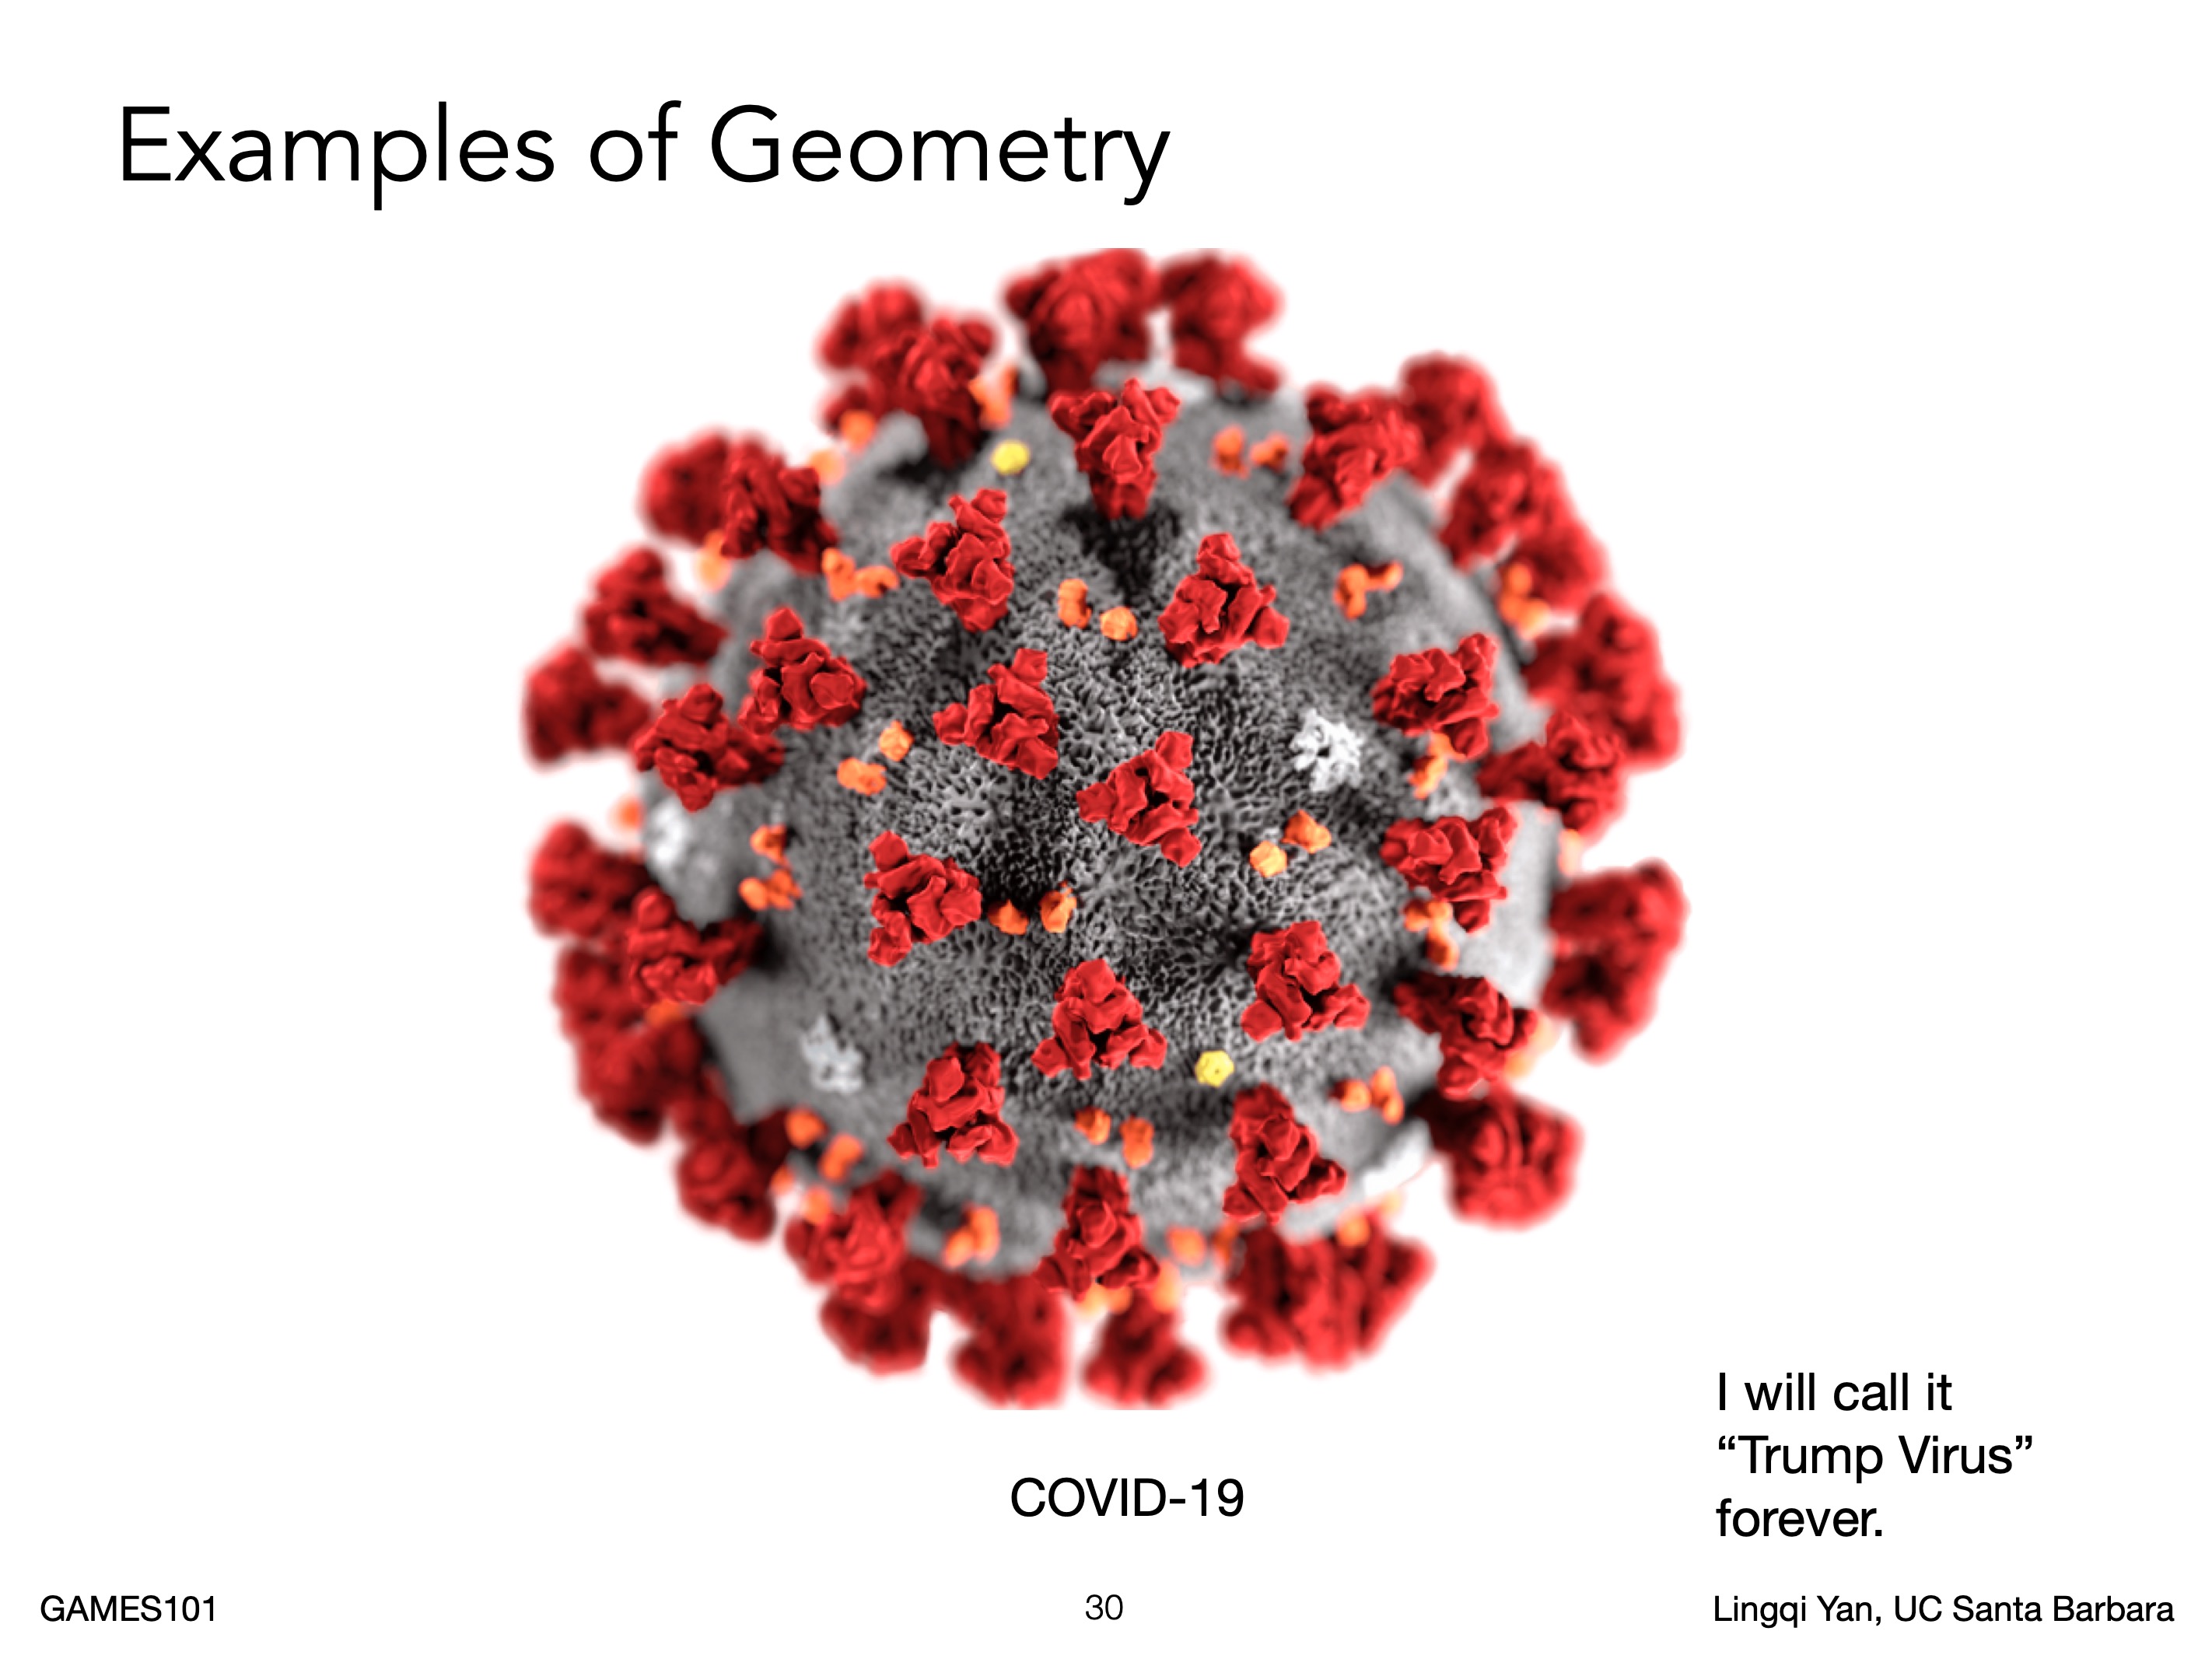 Examples of Geometry
COVID-19
I will call it
“Trump Virus”
forever.
GAMES101
30
Lingqi Yan, UC Santa Barbara